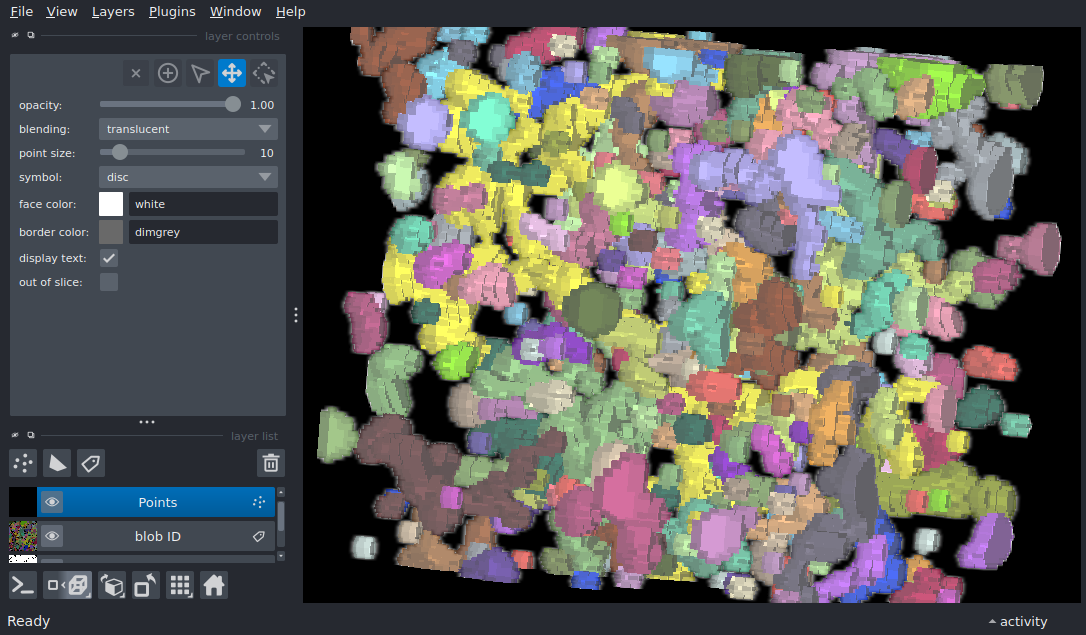 File View Layers Plugins Window Help
layer controls
opacity: 1.00
blending: translucent
point size: 10
symbol: disc
face color: white
border color: dimgrey
display text:
out of slice:
layer list
Points
blob ID
Ready
activity